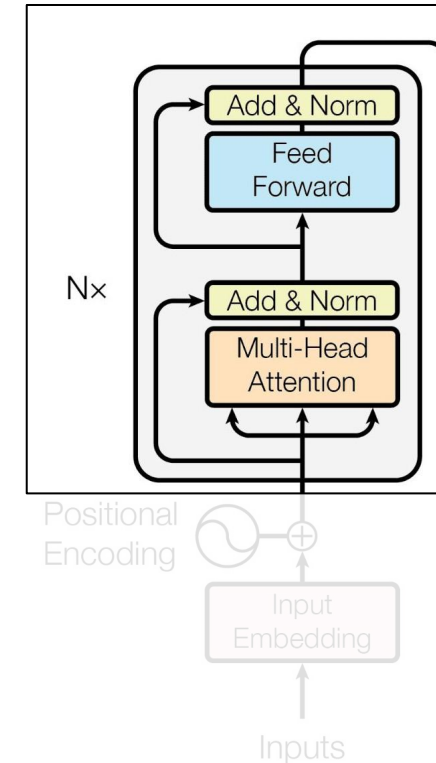 Add & Norm
Feed
Forward
N×
Add & Norm
Multi-Head
Attention
Positional
Encoding
Input
Embedding
Inputs